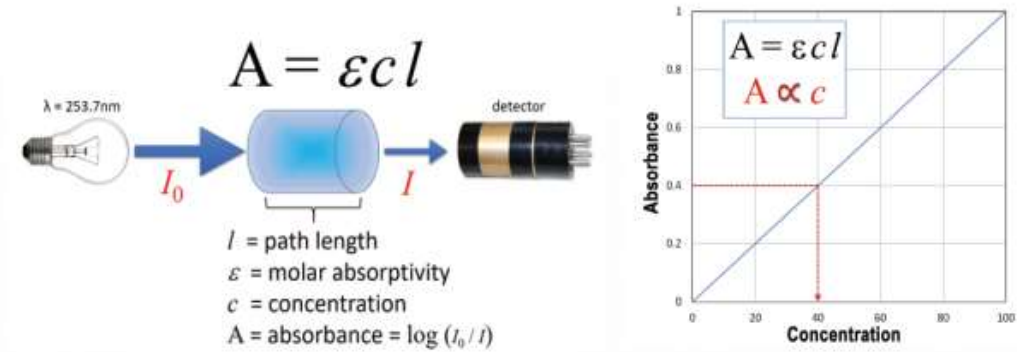 A = εcl
λ = 253.7nm
detector
I₀
I
l = path length
ε = molar absorptivity
c = concentration
A = absorbance = log (I₀ / I)
A = εcl
A ∝ c
Absorbance
1
0.8
0.6
0.4
0.2
0
0 20 40 60 80 100
Concentration